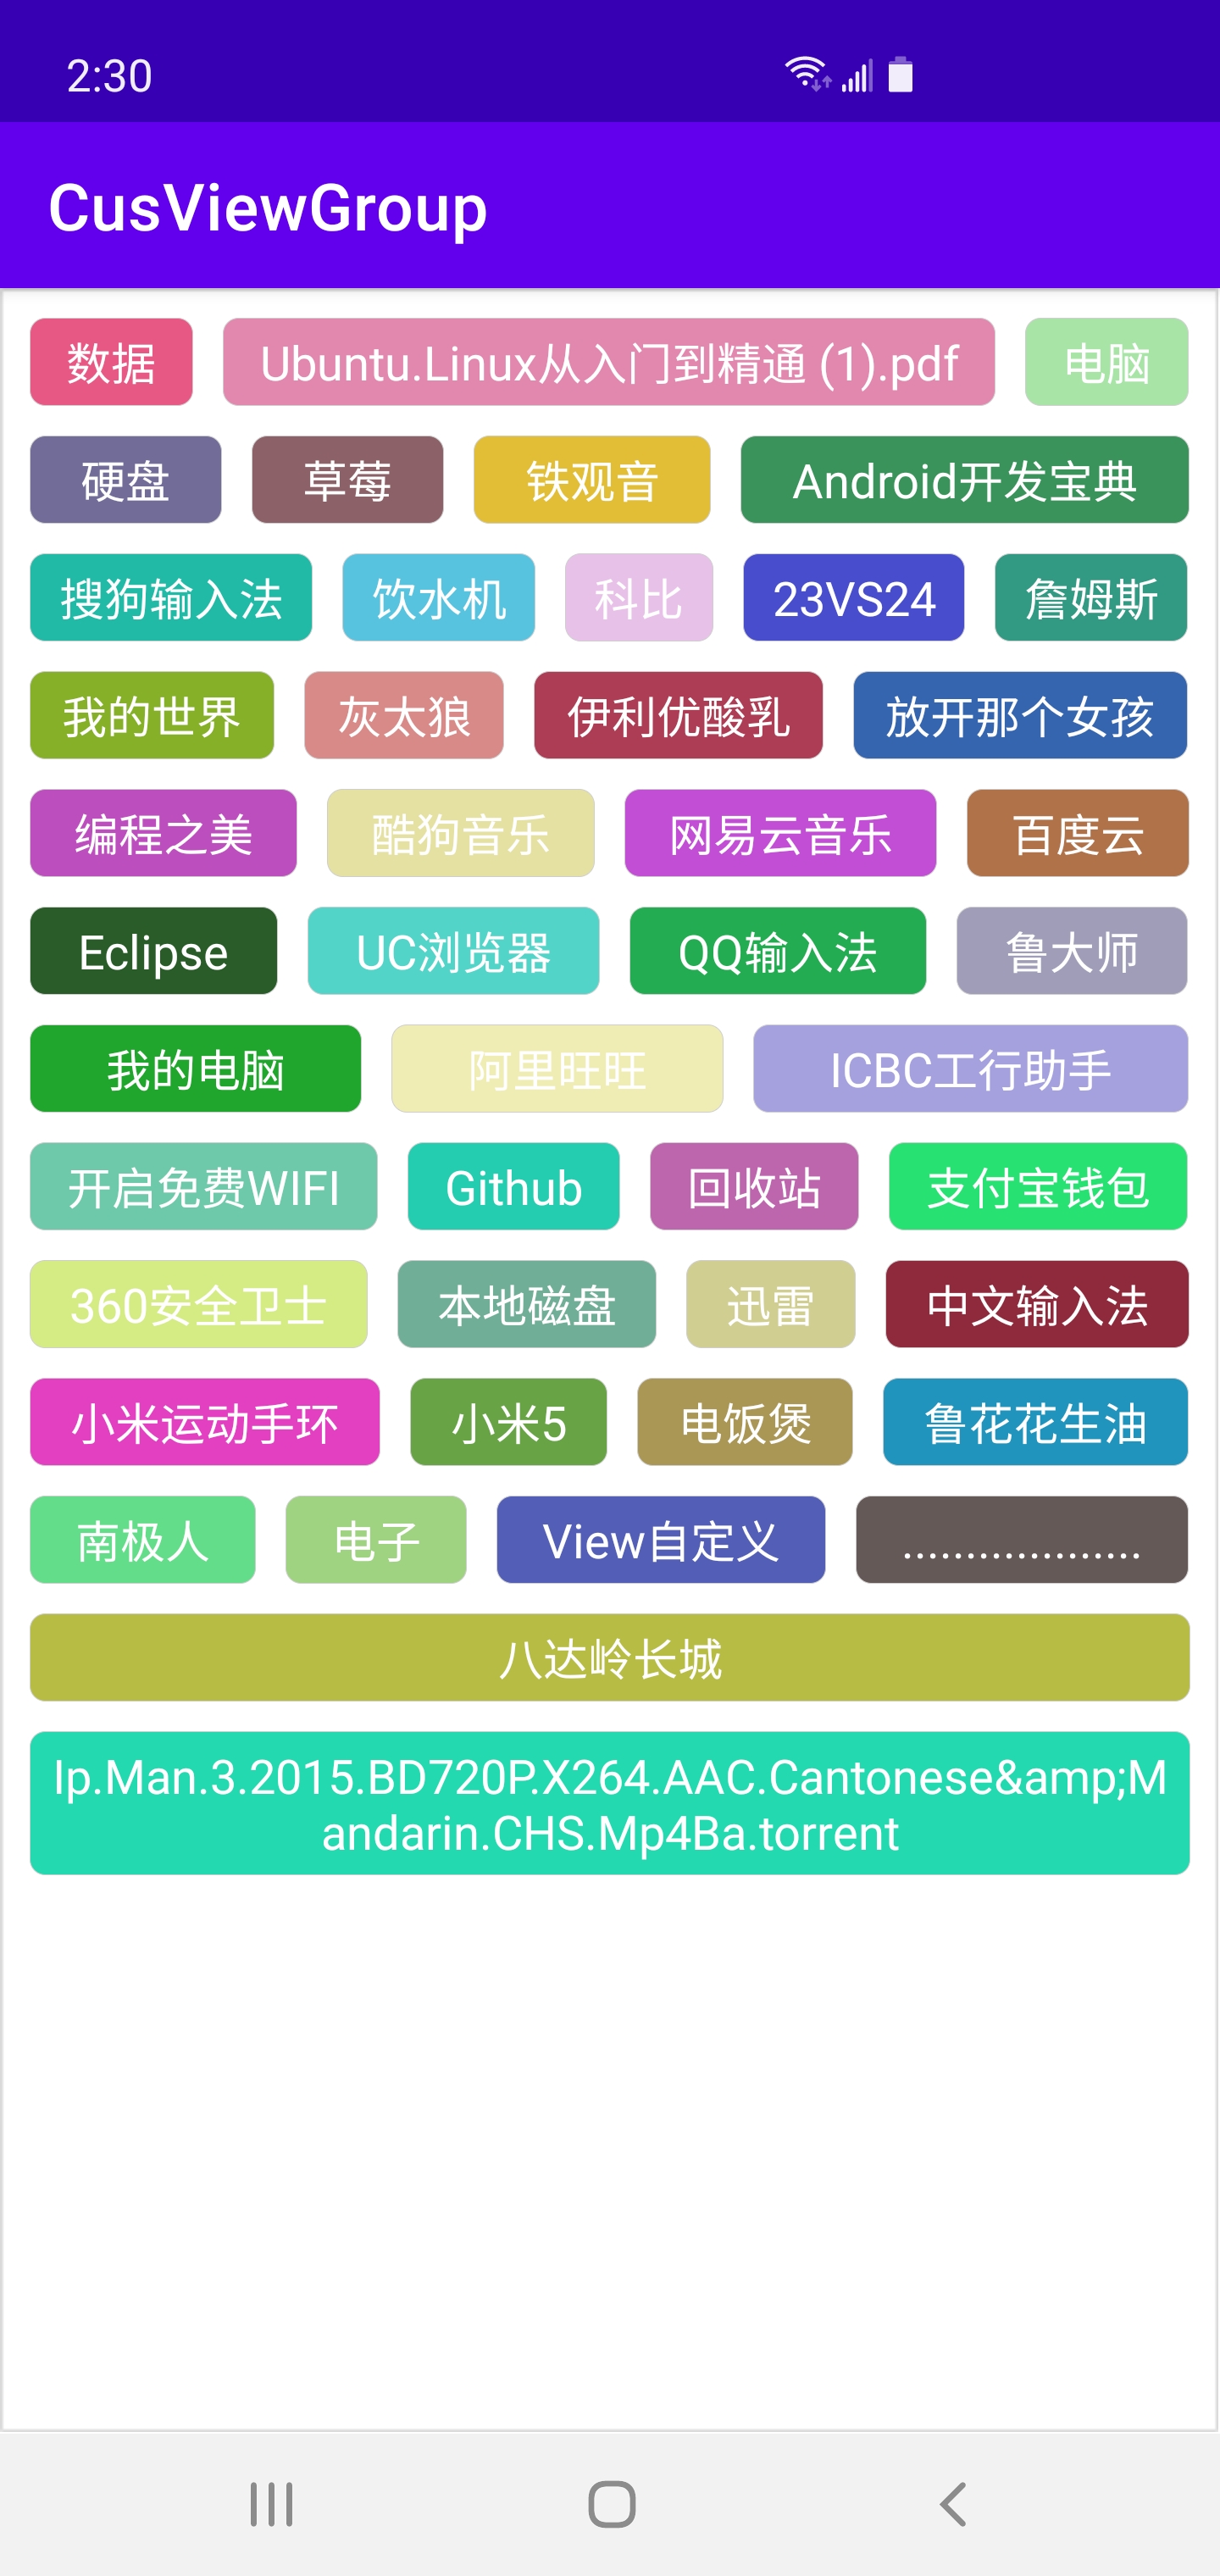 2:30
CusViewGroup
数据 Ubuntu.Linux从入门到精通 (1).pdf 电脑
硬盘 草莓 铁观音 Android开发宝典
搜狗输入法 饮水机 科比 23VS24 詹姆斯
我的世界 灰太狼 伊利优酸乳 放开那个女孩
编程之美 酷狗音乐 网易云音乐 百度云
Eclipse UC浏览器 QQ输入法 鲁大师
我的电脑 阿里旺旺 ICBC工行助手
开启免费WIFI Github 回收站 支付宝钱包
360安全卫士 本地磁盘 迅雷 中文输入法
小米运动手环 小米5 电饭煲 鲁花花生油
南极人 电子 View自定义 ...................
八达岭长城
Ip.Man.3.2015.BD720P.X264.AAC.Cantonese&amp;M
andarin.CHS.Mp4Ba.torrent